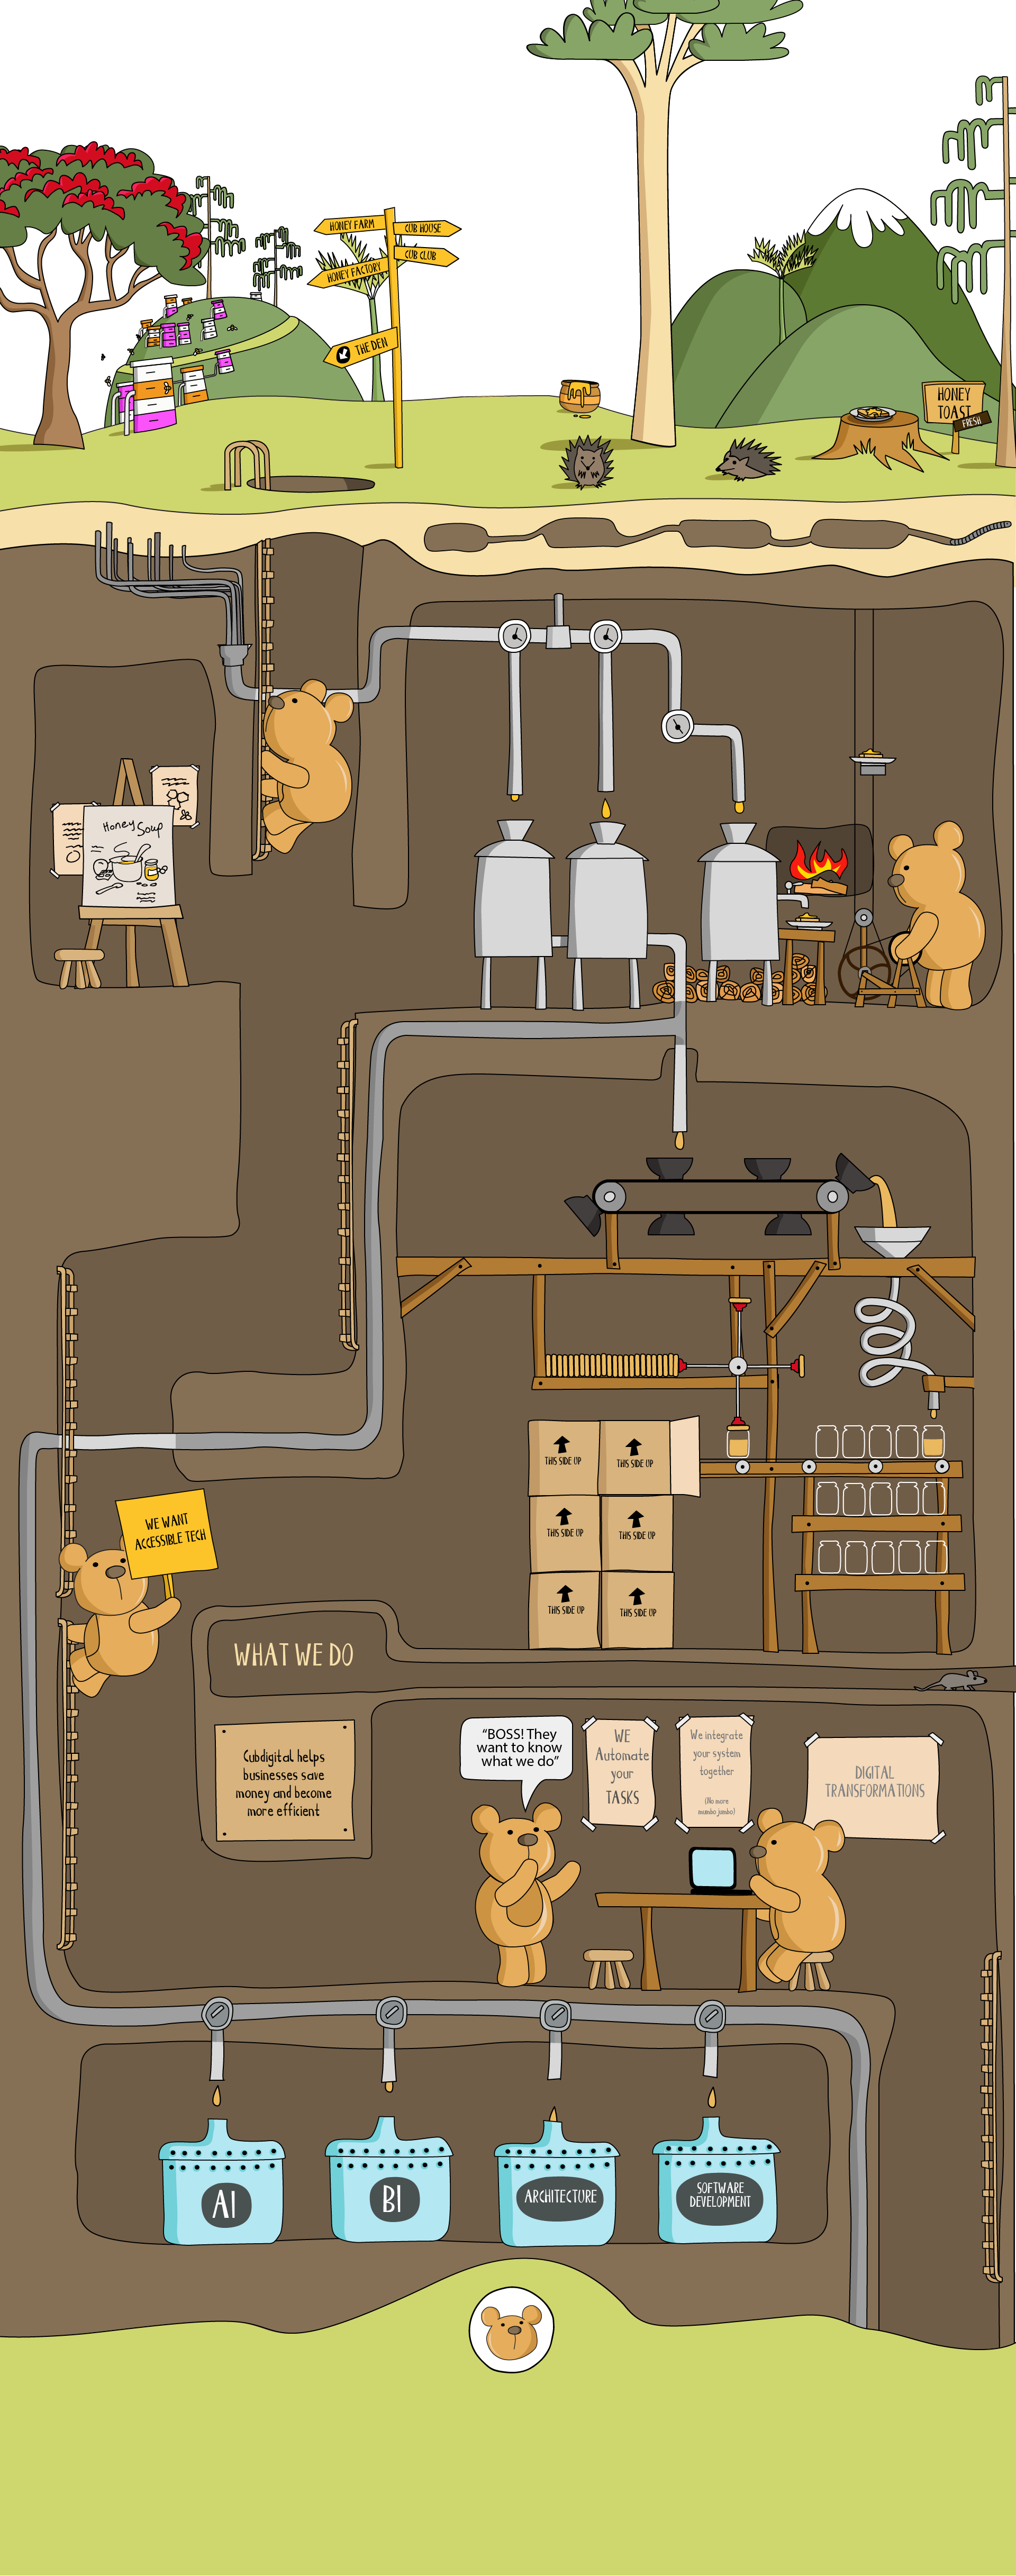 HONEY FARM
CUB HOUSE
CUB CLUB
HONEY FACTORY
THE DEN
HONEY
TOAST
FRESH
Honey Soup
THIS SIDE UP
THIS SIDE UP
THIS SIDE UP
THIS SIDE UP
THIS SIDE UP
THIS SIDE UP
WE WANT
ACCESSIBLE TECH
WHAT WE DO
Cubdigital helps
businesses save
money and become
more efficient
“BOSS! They
want to know
what we do”
WE
Automate
your
TASKS
We integrate
your system
together
(No more
mumbo jumbo)
DIGITAL
TRANSFORMATIONS
AI
BI
ARCHITECTURE
SOFTWARE
DEVELOPMENT